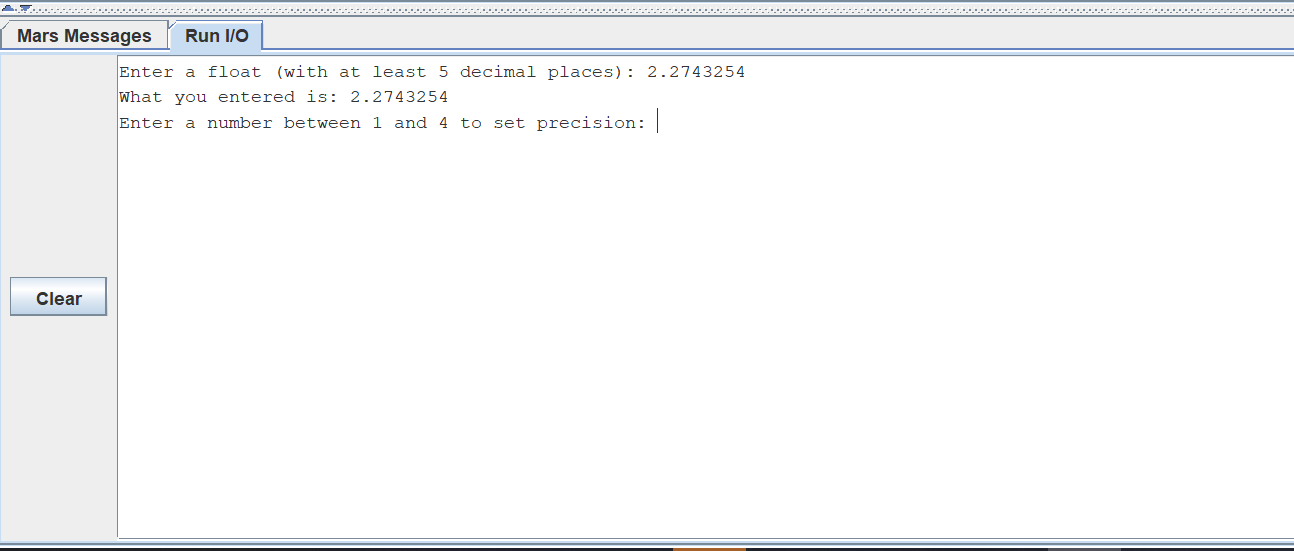 Mars Messages
Run I/O
Enter a float (with at least 5 decimal places): 2.2743254
What you entered is: 2.2743254
Enter a number between 1 and 4 to set precision:
Clear